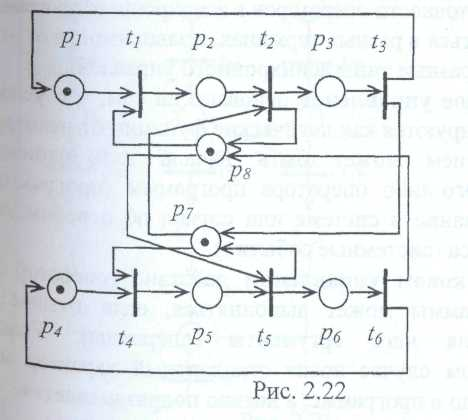 p1 t1 p2 t2 p3 t3
p8
p7
p4 t4 p5 t5 p6 t6
Рис. 2.22